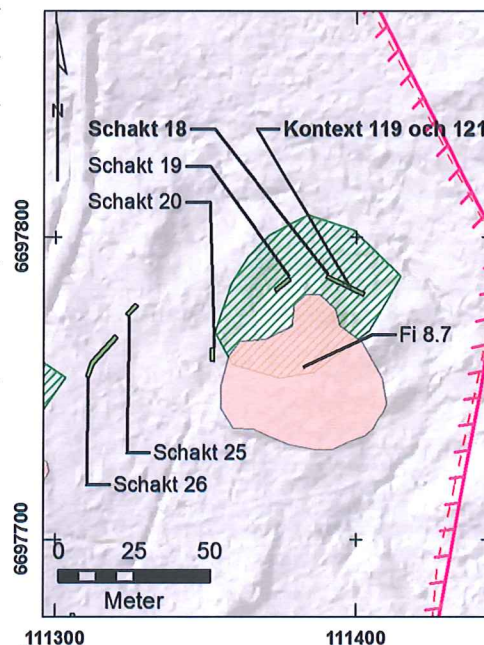 N
Schakt 18
Kontext 119 och 121
Schakt 19
Schakt 20
6697800
Fi 8.7
Schakt 25
Schakt 26
6697700
0 25 50
Meter
111300 111400